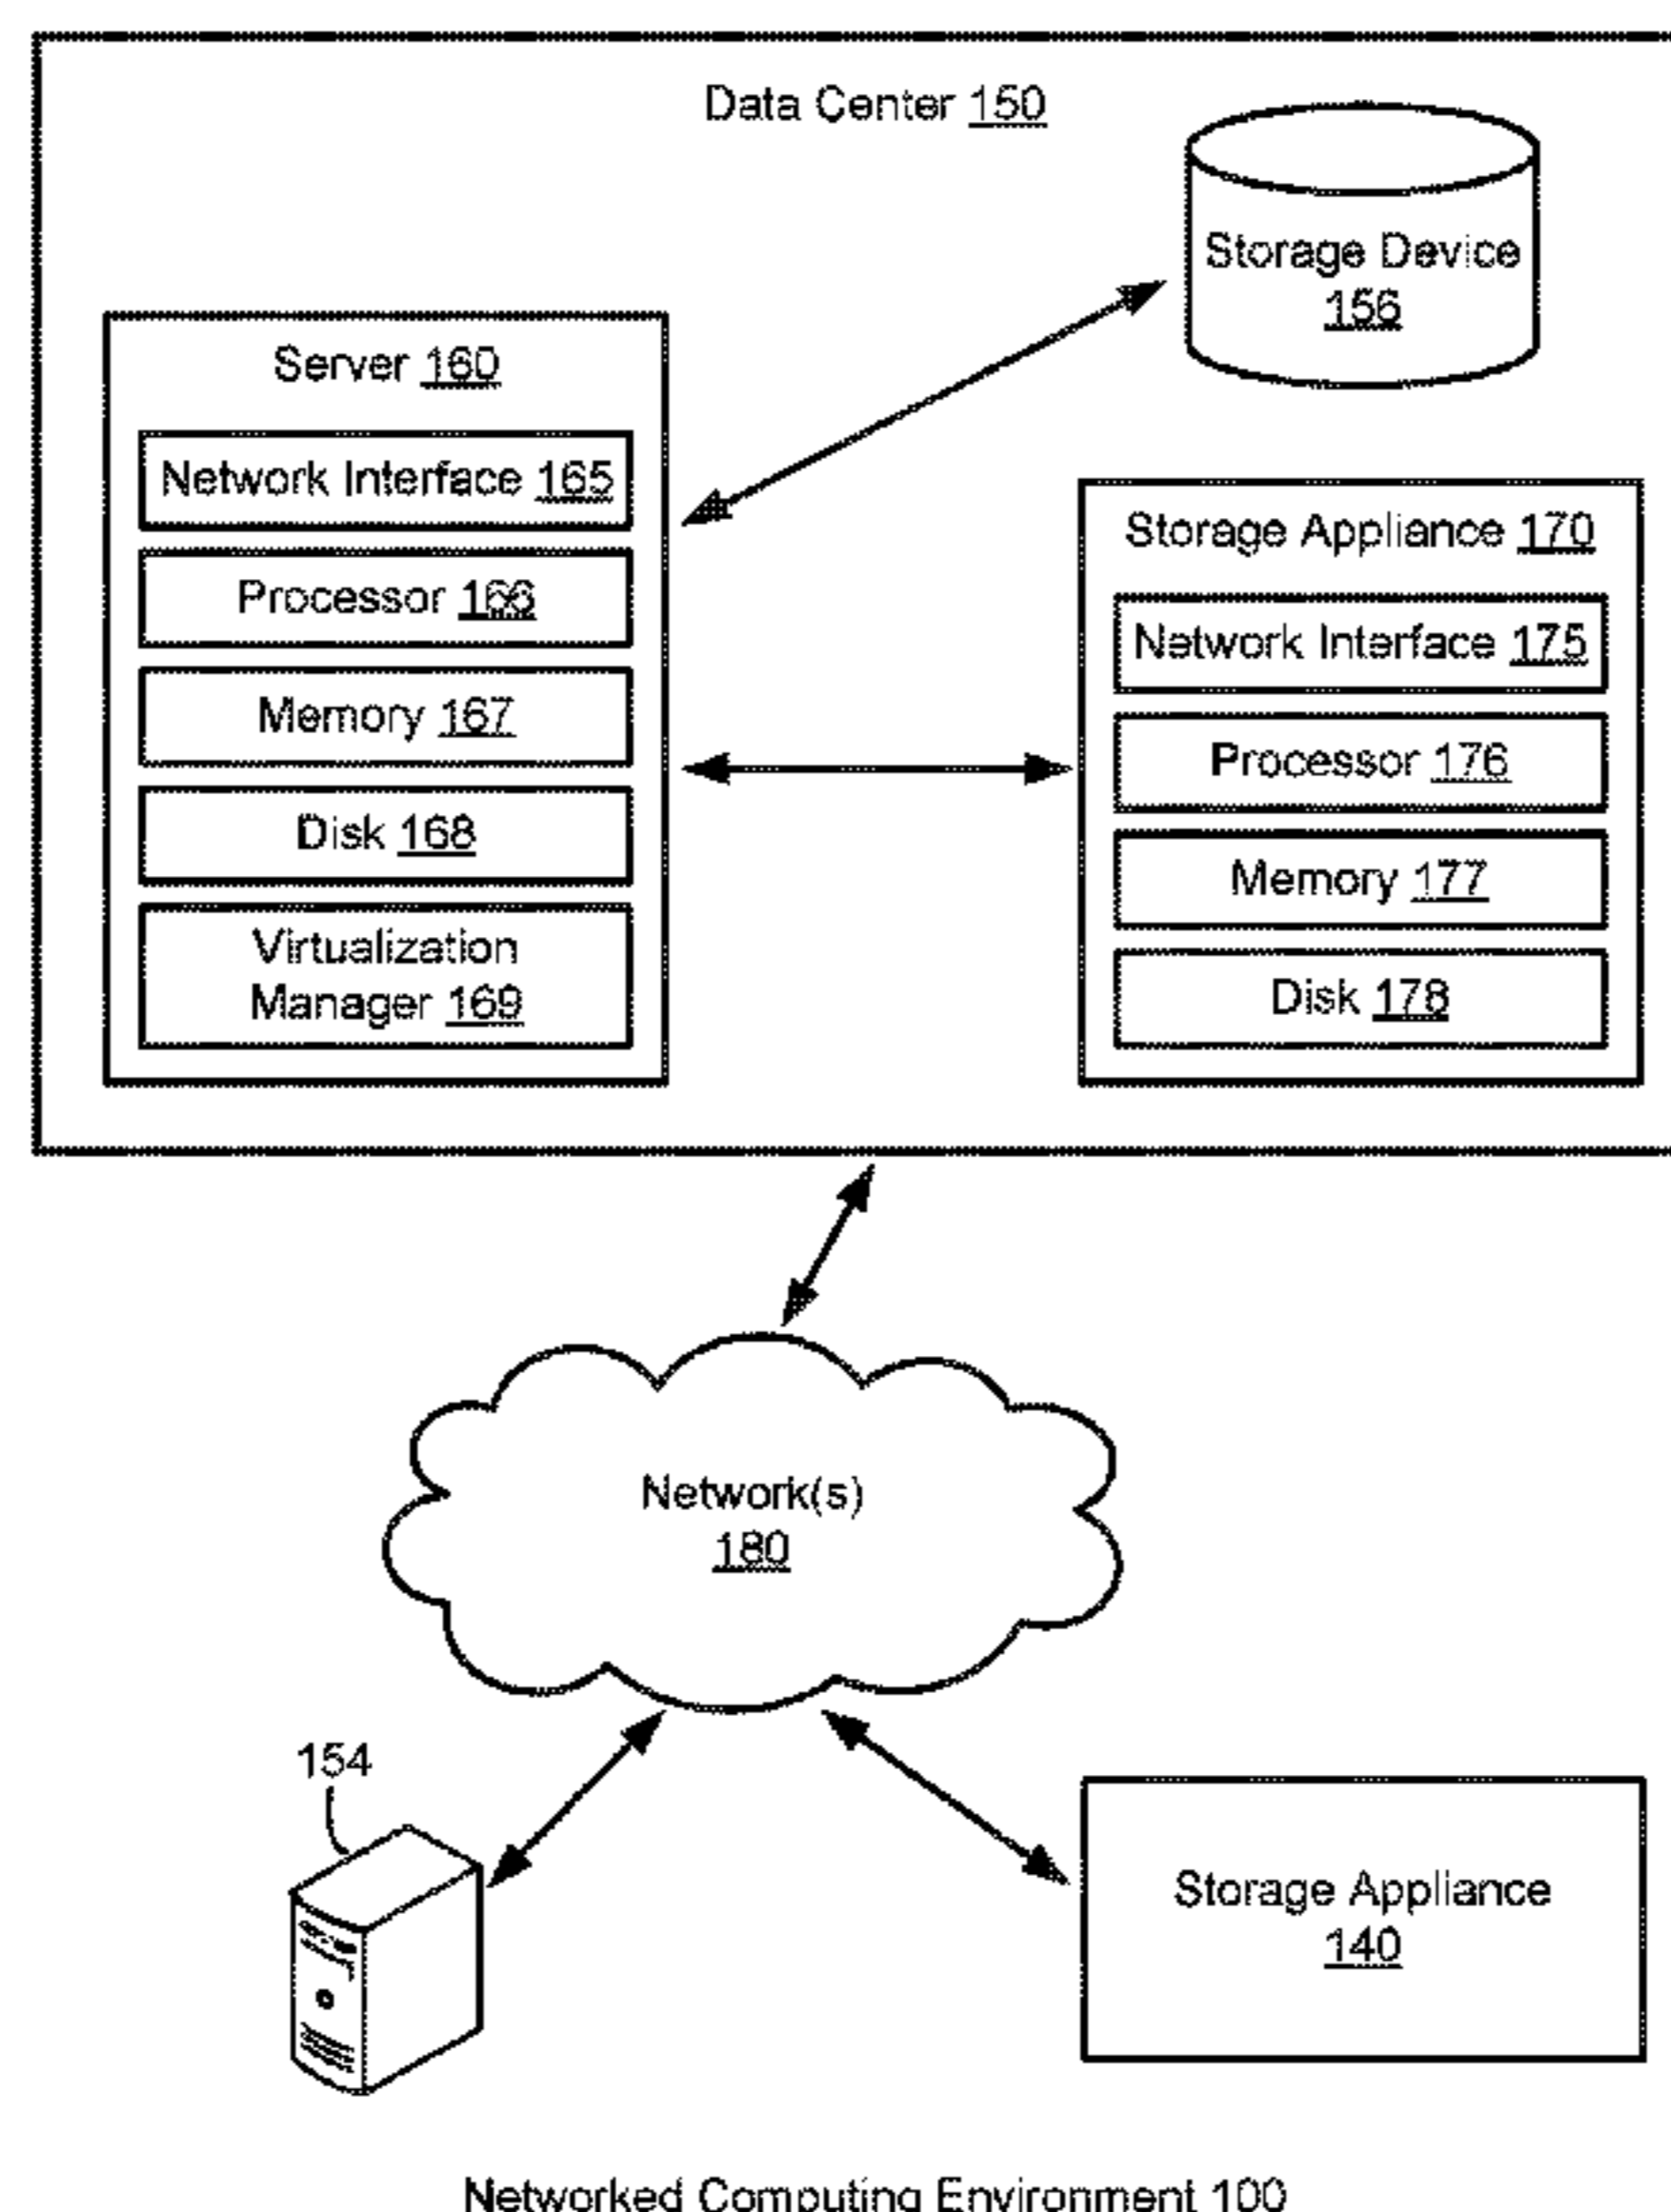 Data Center 150
Storage Device
156
Server 160
Network Interface 165
Processor 166
Memory 167
Disk 168
Virtualization
Manager 169
Storage Appliance 170
Network Interface 175
Processor 176
Memory 177
Disk 178
Network(s)
180
154
Storage Appliance
140
Networked Computing Environment 100